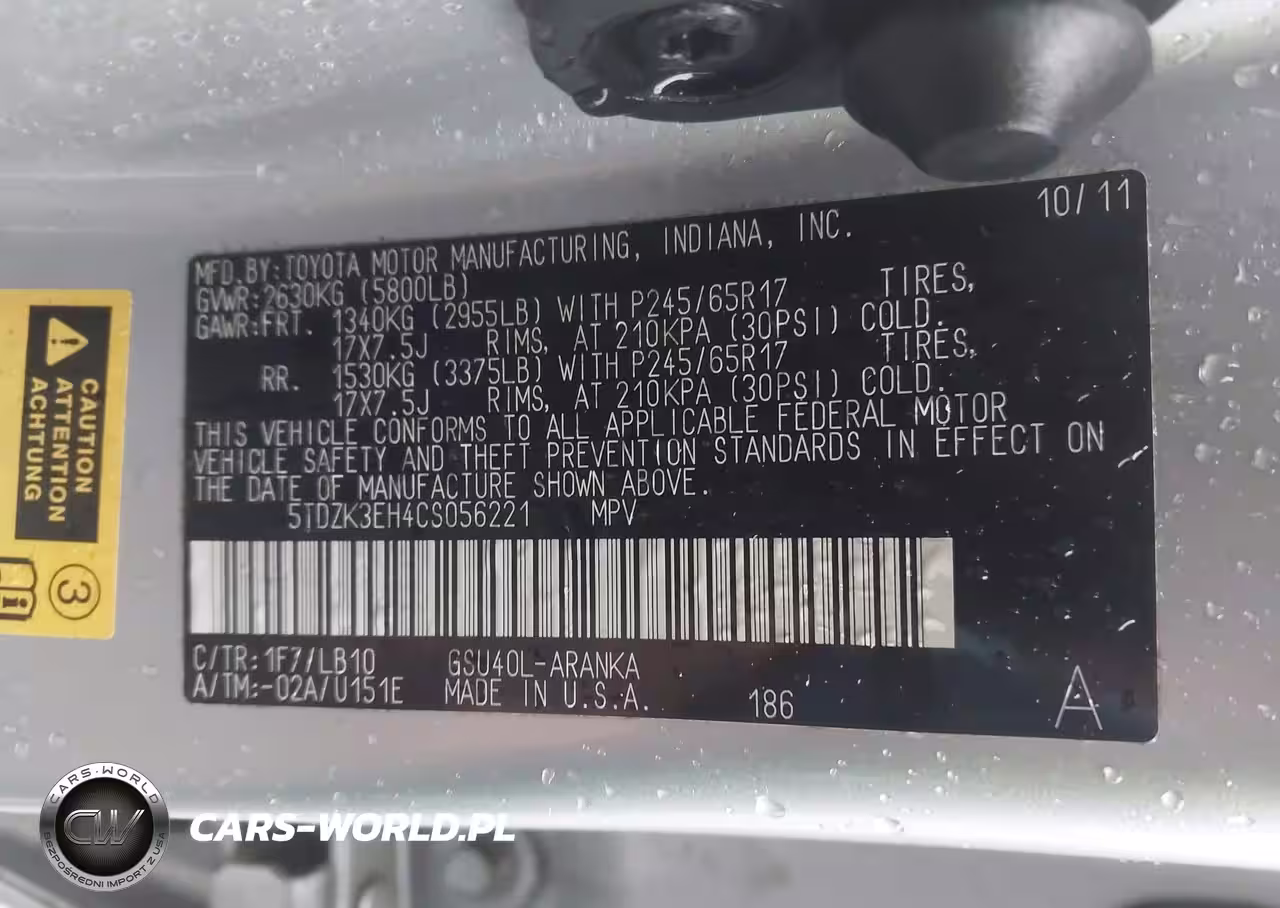 10/11
MFD.BY:TOYOTA MOTOR MANUFACTURING, INDIANA, INC.
GVWR:2630KG (5800LB)
GAWR:FRT. 1340KG (2955LB) WITH P245/65R17 TIRES,
17X7.5J RIMS, AT 210KPA (30PSI) COLD.
RR. 1530KG (3375LB) WITH P245/65R17 TIRES,
17X7.5J RIMS, AT 210KPA (30PSI) COLD.
THIS VEHICLE CONFORMS TO ALL APPLICABLE FEDERAL MOTOR
VEHICLE SAFETY AND THEFT PREVENTION STANDARDS IN EFFECT ON
THE DATE OF MANUFACTURE SHOWN ABOVE.
5TDZK3EH4CS056221 MPV
C/TR:1F7/LB10 GSU40L-ARANKA
A/TM:-02A/U151E MADE IN U.S.A. 186 A
CAUTION
ATTENTION
ACHTUNG
3
i
CARS-WORLD
CW
BEZPOŚREDNI IMPORT Z USA
CARS-WORLD.PL